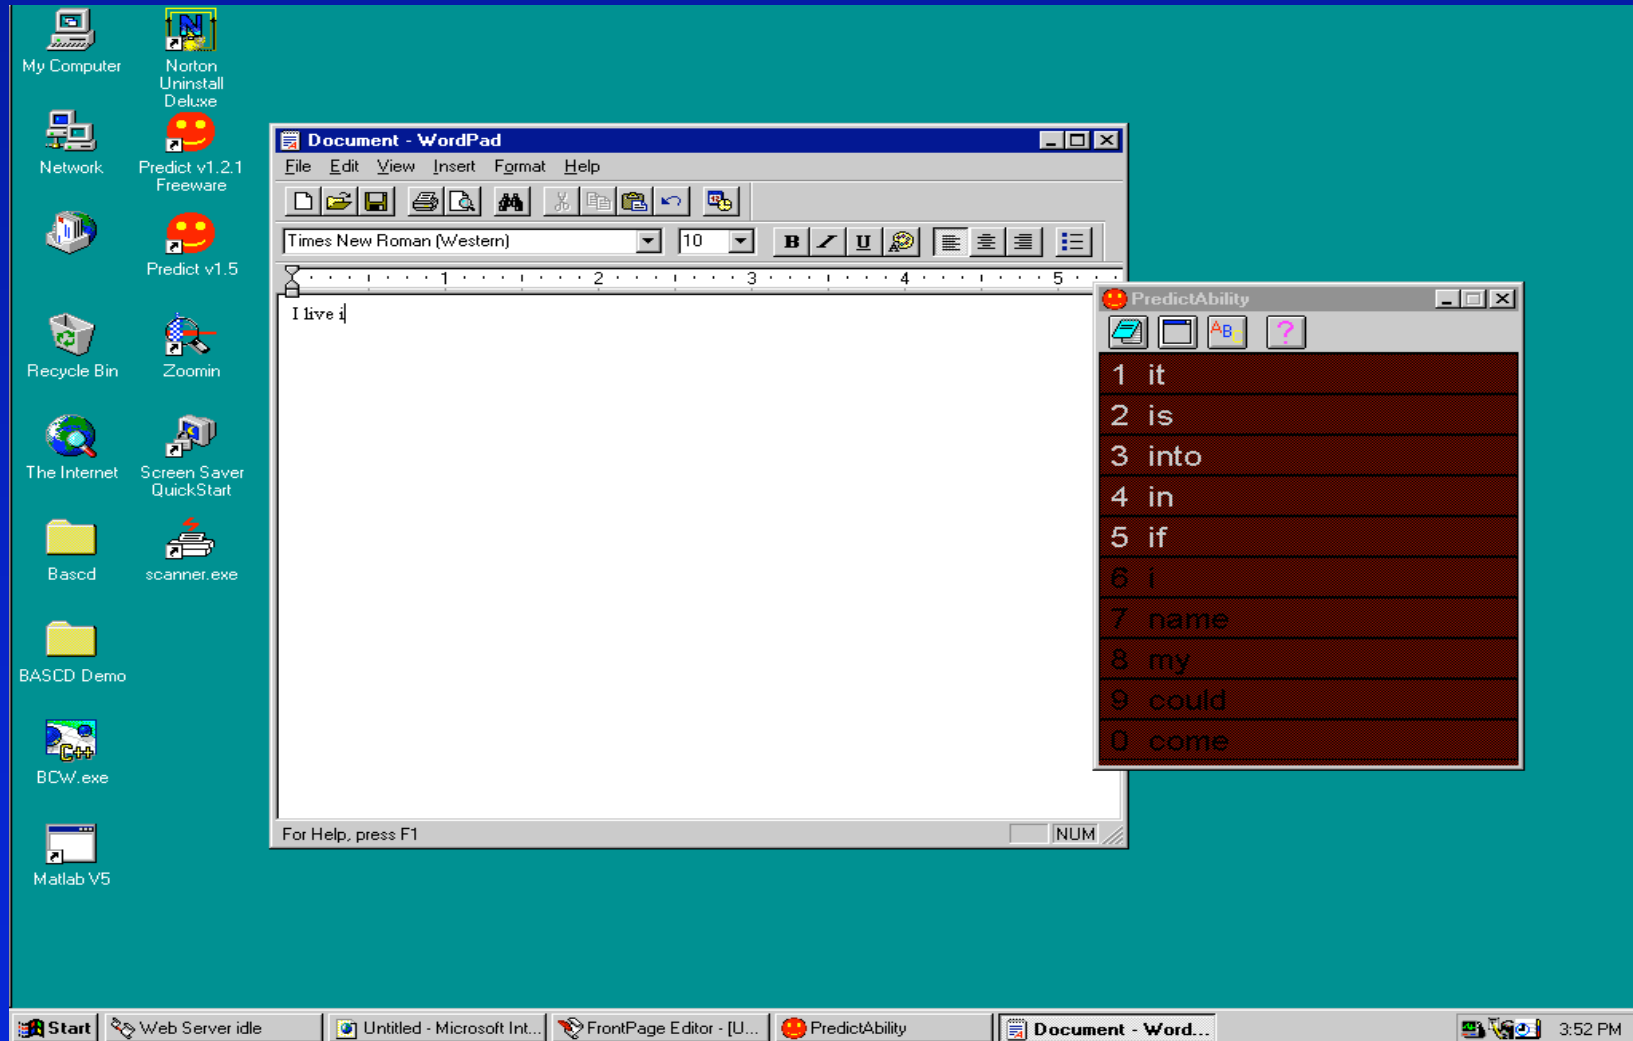 My Computer
Norton
Uninstall
Deluxe
Network
Predict v1.2.1
Freeware
Predict v1.5
Recycle Bin
Zoomin
The Internet
Screen Saver
QuickStart
Bascd
scanner.exe
BASCD Demo
C++
BCW.exe
Matlab V5
Document - WordPad
File Edit View Insert Format Help
Times New Roman (Western) 10 B I U
1 2 3 4 5
I live i
For Help, press F1 NUM
PredictAbility
ABC ?
1 it
2 is
3 into
4 in
5 if
6 i
7 name
8 my
9 could
0 come
Start Web Server idle Untitled - Microsoft Int... FrontPage Editor - [U... PredictAbility Document - Word... 3:52 PM